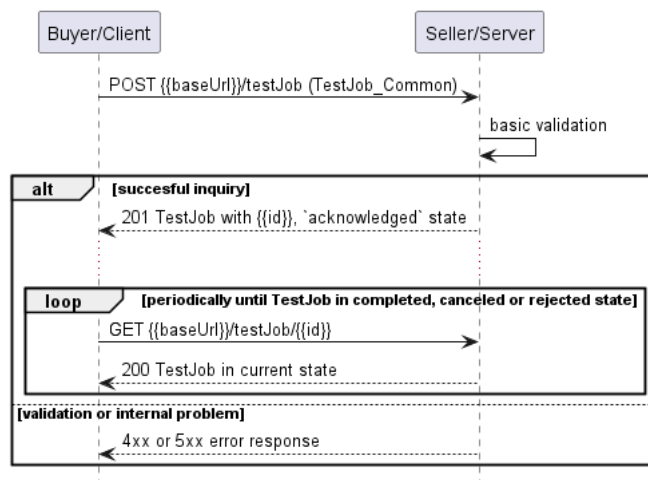 Buyer/Client
Seller/Server
POST {{baseUrl}}/testJob (TestJob_Common)
basic validation
alt [succesful inquiry]
201 TestJob with {{id}}, `acknowledged` state
loop [periodically until TestJob in completed, canceled or rejected state]
GET {{baseUrl}}/testJob/{{id}}
200 TestJob in current state
[validation or internal problem]
4xx or 5xx error response